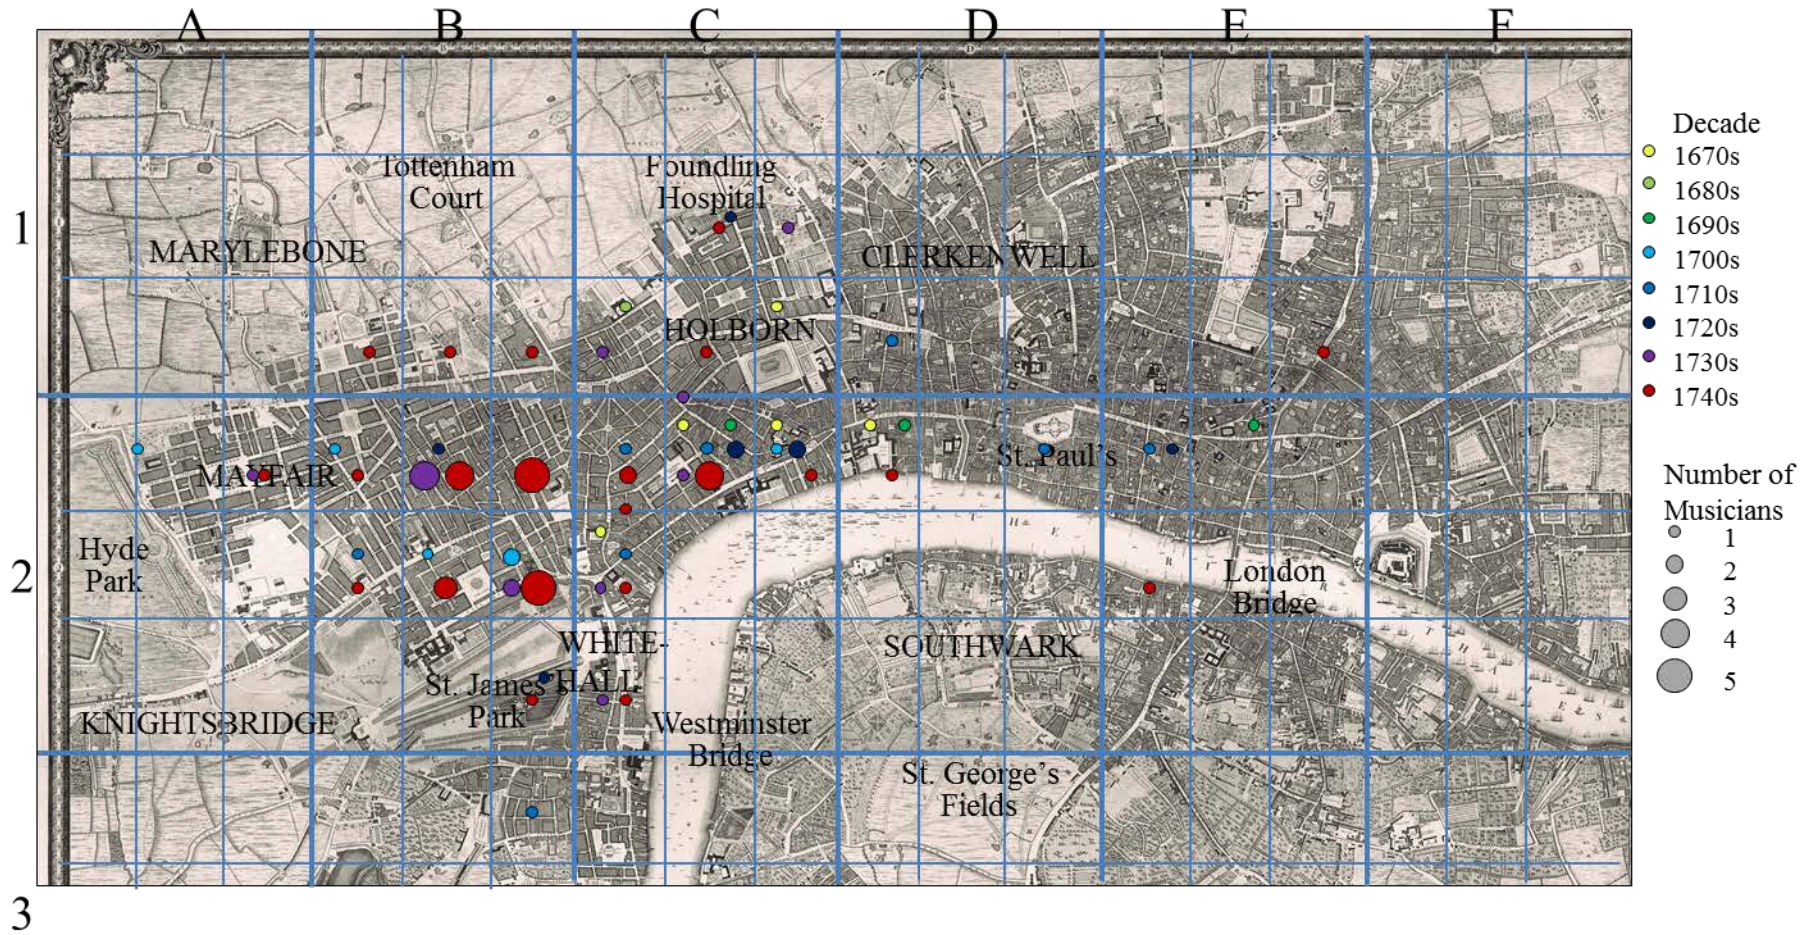 A B C D E F
1
2
3
Tottenham
Court
Foundling
Hospital
MARYLEBONE
CLERKENWELL
HOLBORN
MAYFAIR
St. Paul's
Hyde
Park
London
Bridge
WHITE-
HALL
SOUTHWARK
St. James's
Park
KNIGHTSBRIDGE
Westminster
Bridge
St. George's
Fields
Decade
1670s
1680s
1690s
1700s
1710s
1720s
1730s
1740s
Number of
Musicians
1
2
3
4
5